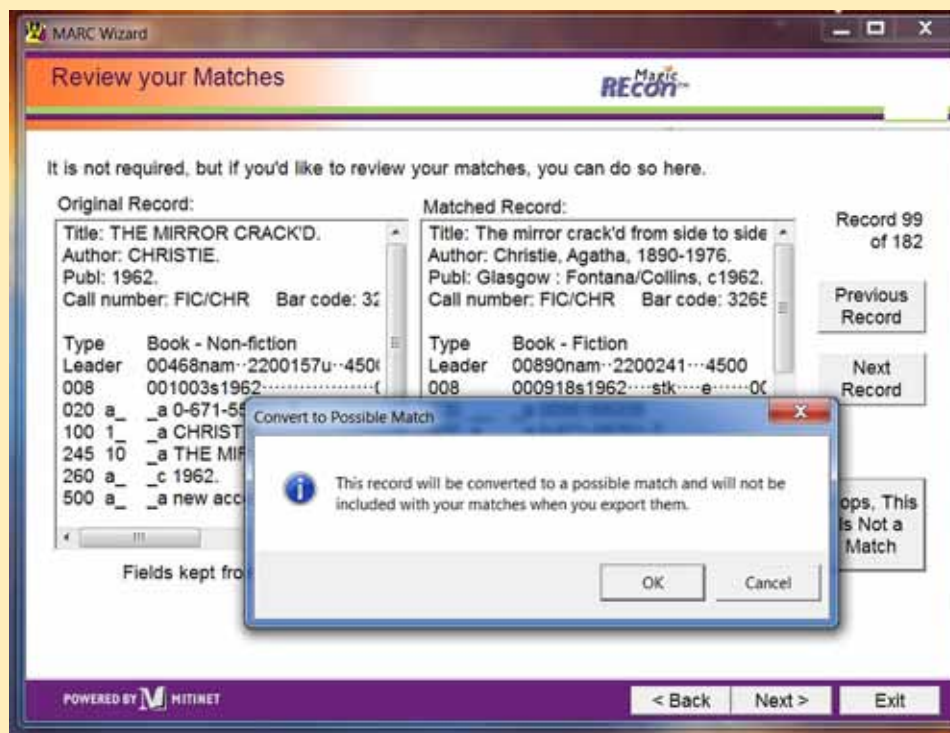 MARC Wizard
Review your Matches
Magic
REcon™
It is not required, but if you'd like to review your matches, you can do so here.
Original Record:
Title: THE MIRROR CRACK'D.
Author: CHRISTIE.
Publ: 1962.
Call number: FIC/CHR Bar code: 32
Type Book - Non-fiction
Leader 00468nam··2200157u··450
008 001003s1962
020 a_ _a 0-671-55
100 1_ _a CHRIST
245 10 _a THE MIR
260 a_ _c 1962.
500 a_ _a new acc
Matched Record:
Title: The mirror crack'd from side to side
Author: Christie, Agatha, 1890-1976.
Publ: Glasgow : Fontana/Collins, c1962.
Call number: FIC/CHR Bar code: 3265
Type Book - Fiction
Leader 00890nam··2200241···4500
008 000918s1962····stk····e······00
Record 99
of 182
Previous
Record
Next
Record
ops, This
Is Not a
Match
Fields kept fro
Convert to Possible Match
This record will be converted to a possible match and will not be
included with your matches when you export them.
OK
Cancel
POWERED BY MITINET
< Back
Next >
Exit